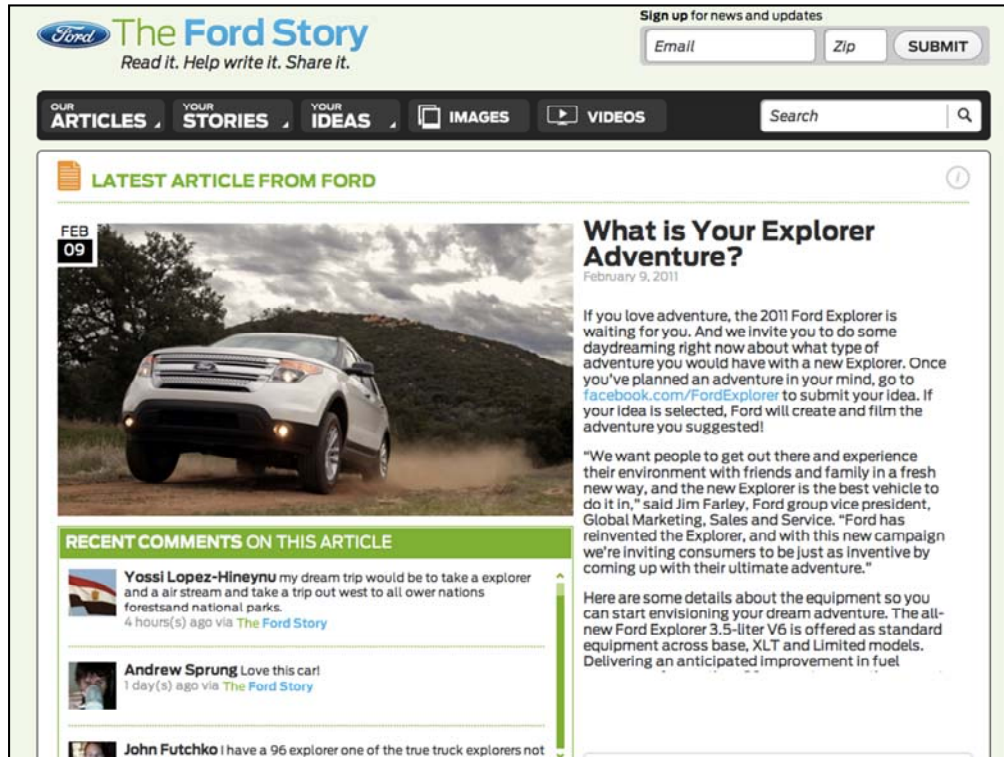 Ford
The Ford Story
Read it. Help write it. Share it.
Sign up for news and updates
Email
Zip
SUBMIT
OUR ARTICLES
YOUR STORIES
YOUR IDEAS
IMAGES
VIDEOS
Search
LATEST ARTICLE FROM FORD
FEB
09
What is Your Explorer
Adventure?
February 9, 2011
If you love adventure, the 2011 Ford Explorer is
waiting for you. And we invite you to do some
daydreaming right now about what type of
adventure you would have with a new Explorer. Once
you've planned an adventure in your mind, go to
facebook.com/FordExplorer to submit your idea. If
your idea is selected, Ford will create and film the
adventure you suggested!
“We want people to get out there and experience
their environment with friends and family in a fresh
new way, and the new Explorer is the best vehicle to
do it in,” said Jim Farley, Ford group vice president,
Global Marketing, Sales and Service. “Ford has
reinvented the Explorer, and with this new campaign
we're inviting consumers to be just as inventive by
coming up with their ultimate adventure.”
Here are some details about the equipment so you
can start envisioning your dream adventure. The all-
new Ford Explorer 3.5-liter V6 is offered as standard
equipment across base, XLT and Limited models.
Delivering an anticipated improvement in fuel
RECENT COMMENTS ON THIS ARTICLE
Yossi Lopez-Hineynu my dream trip would be to take a explorer
and a air stream and take a trip out west to all ower nations
forestsand national parks.
4 hours(s) ago via The Ford Story
Andrew Sprung Love this car!
1 day(s) ago via The Ford Story
John Futchko I have a 96 explorer one of the true truck explorers not